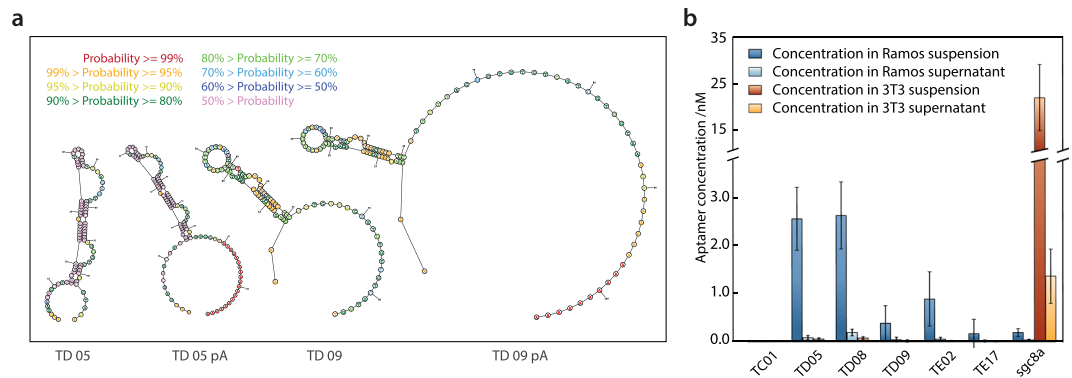 a
Probability >= 99%
99% > Probability >= 95%
95% > Probability >= 90%
90% > Probability >= 80%
80% > Probability >= 70%
70% > Probability >= 60%
60% > Probability >= 50%
50% > Probability
TD 05
TD 05 pA
TD 09
TD 09 pA
b
Aptamer concentration /nM
35
25
15
3.0
2.0
1.0
0.0
Concentration in Ramos suspension
Concentration in Ramos supernatant
Concentration in 3T3 suspension
Concentration in 3T3 supernatant
TC01
TD05
TD08
TD09
TE02
TE17
sgc8a